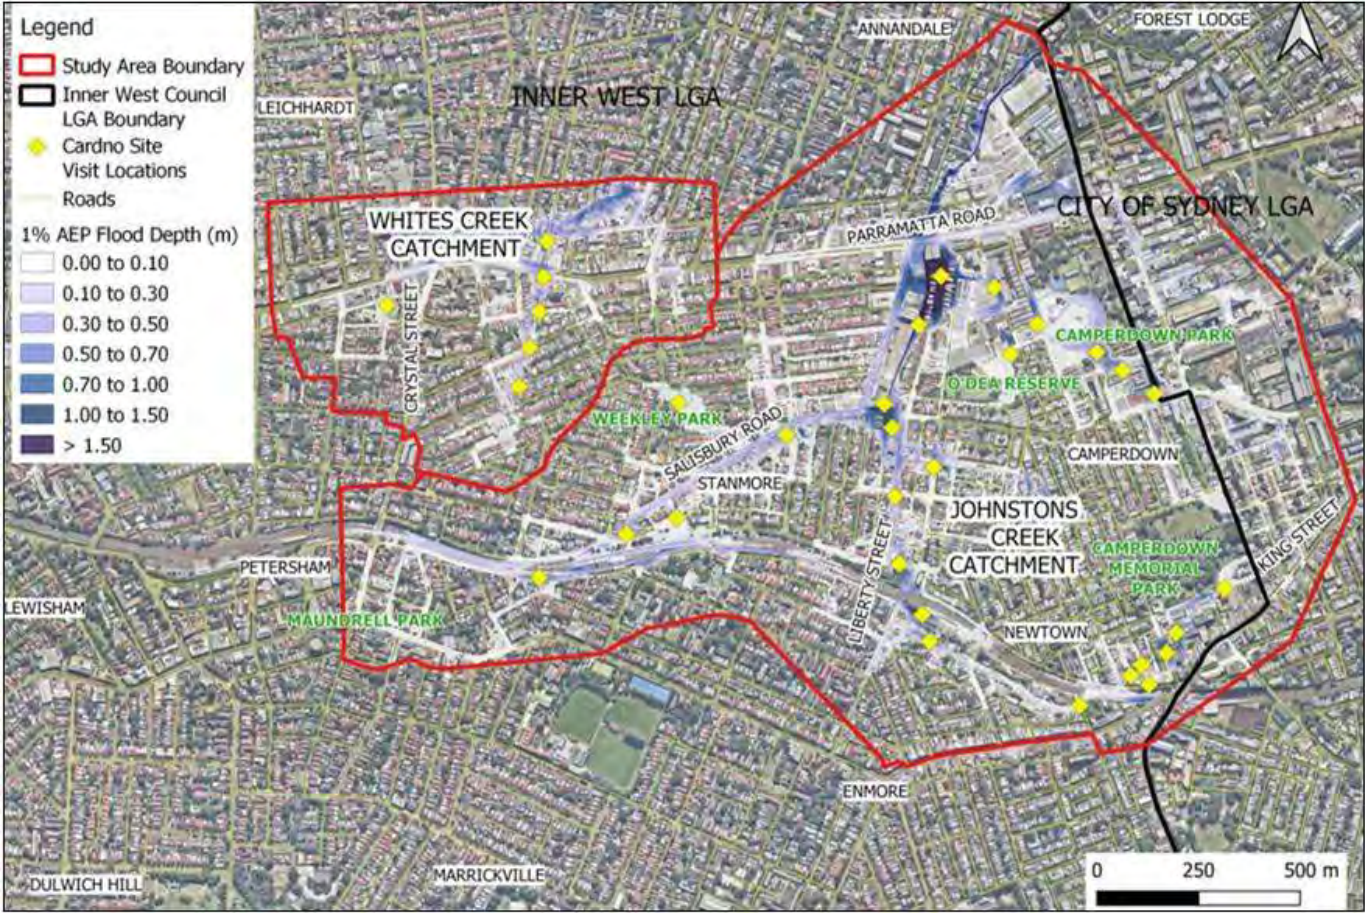 Legend
Study Area Boundary
Inner West Council
LGA Boundary
Cardno Site
Visit Locations
Roads
1% AEP Flood Depth (m)
0.00 to 0.10
0.10 to 0.30
0.30 to 0.50
0.50 to 0.70
0.70 to 1.00
1.00 to 1.50
> 1.50
ANNANDALE
FOREST LODGE
LEICHHARDT
INNER WEST LGA
WHITES CREEK
CATCHMENT
PARRAMATTA ROAD
CITY OF SYDNEY LGA
CRYSTAL STREET
CAMPERDOWN PARK
O'DEA RESERVE
WEEKLEY PARK
SALISBURY ROAD
STANMORE
CAMPERDOWN
JOHNSTONS
CREEK
CATCHMENT
KING STREET
CAMPERDOWN
MEMORIAL
PARK
LIBERTY STREET
PETERSHAM
LEWISHAM
MAUNDRELL PARK
NEWTOWN
ENMORE
MARRICKVILLE
DULWICH HILL
0 250 500 m